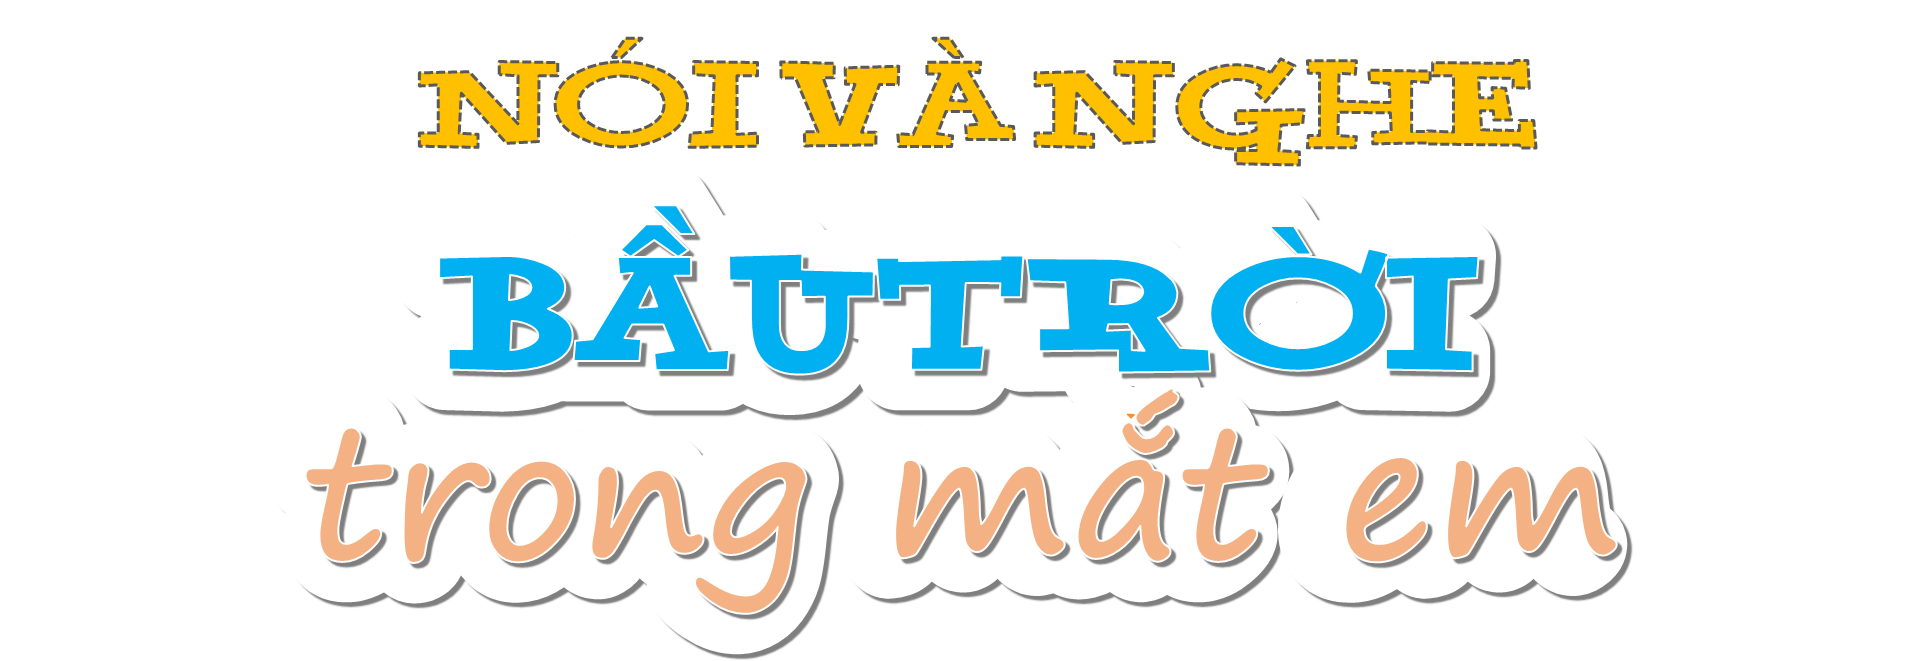 NÓI VÀ NGHE
BẦU TRỜI
trong mắt em